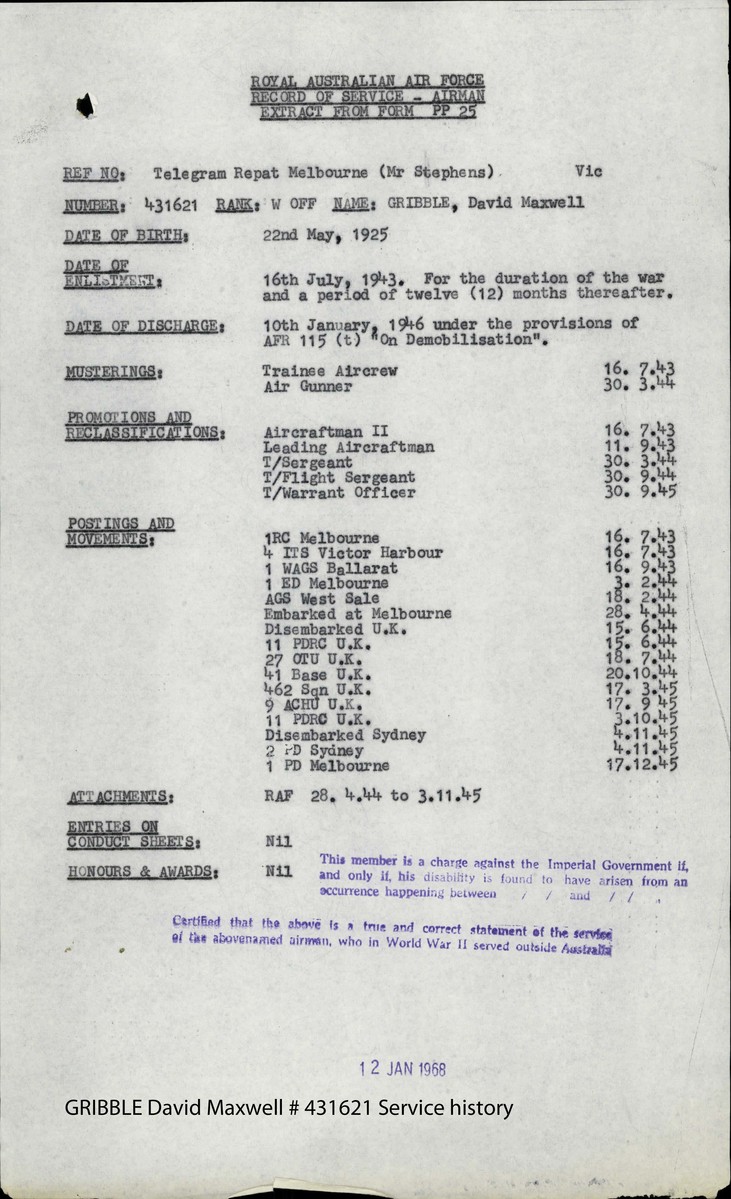 ROYAL AUSTRALIAN AIR FORCE
RECORD OF SERVICE - AIRMAN
EXTRACT FROM FORM PP 25
REF NO: Telegram Repat Melbourne (Mr Stephens). Vic
NUMBER: 431621 RANK: W OFF NAME: GRIBBLE, David Maxwell
DATE OF BIRTH: 22nd May, 1925
DATE OF
ENLISTMENT: 16th July, 1943. For the duration of the war
and a period of twelve (12) months thereafter.
DATE OF DISCHARGE: 10th January, 1946 under the provisions of
AFR 115 (t) "On Demobilisation".
MUSTERINGS: Trainee Aircrew 16. 7.43
Air Gunner 30. 3.44
PROMOTIONS AND
RECLASSIFICATIONS: Aircraftman II 16. 7.43
Leading Aircraftman 11. 9.43
T/Sergeant 30. 3.44
T/Flight Sergeant 30. 9.44
T/Warrant Officer 30. 9.45
POSTINGS AND
MOVEMENTS: 1RC Melbourne 16. 7.43
4 ITS Victor Harbour 16. 7.43
1 WAGS Ballarat 16. 9.43
1 ED Melbourne 3. 2.44
AGS West Sale 18. 2.44
Embarked at Melbourne 28. 4.44
Disembarked U.K. 15. 6.44
11 PDRC U.K. 15. 6.44
27 OTU U.K. 18. 7.44
41 Base U.K. 20.10.44
462 Sqn U.K. 17. 3.45
9 ACHU U.K. 17. 9 45
11 PDRC U.K. 3.10.45
Disembarked Sydney 4.11.45
2 PD Sydney 4.11.45
1 PD Melbourne 17.12.45
ATTACHMENTS: RAF 28. 4.44 to 3.11.45
ENTRIES ON
CONDUCT SHEETS: Nil
HONOURS & AWARDS: Nil
This member is a charge against the Imperial Government if,
and only if, his disability is found to have arisen from an
occurrence happening between / / and / / .
Certified that the above is a true and correct statement of the service
of the abovenamed airman, who in World War II served outside Australia
12 JAN 1968
GRIBBLE David Maxwell # 431621 Service history